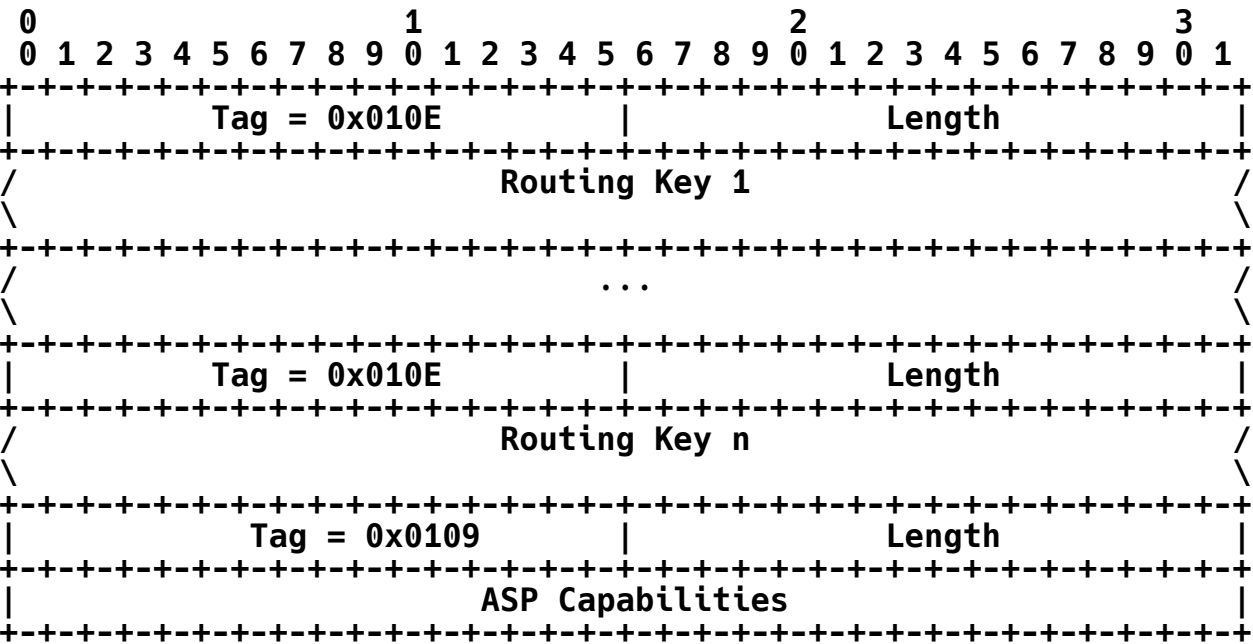 0                   1                   2                   3
 0 1 2 3 4 5 6 7 8 9 0 1 2 3 4 5 6 7 8 9 0 1 2 3 4 5 6 7 8 9 0 1
+-+-+-+-+-+-+-+-+-+-+-+-+-+-+-+-+-+-+-+-+-+-+-+-+-+-+-+-+-+-+-+-+
|          Tag = 0x010E         |             Length            |
+-+-+-+-+-+-+-+-+-+-+-+-+-+-+-+-+-+-+-+-+-+-+-+-+-+-+-+-+-+-+-+-+
/                         Routing Key 1                         /
\                                                               \
+-+-+-+-+-+-+-+-+-+-+-+-+-+-+-+-+-+-+-+-+-+-+-+-+-+-+-+-+-+-+-+-+
/                              ...                              /
\                                                               \
+-+-+-+-+-+-+-+-+-+-+-+-+-+-+-+-+-+-+-+-+-+-+-+-+-+-+-+-+-+-+-+-+
|          Tag = 0x010E         |             Length            |
+-+-+-+-+-+-+-+-+-+-+-+-+-+-+-+-+-+-+-+-+-+-+-+-+-+-+-+-+-+-+-+-+
/                         Routing Key n                         /
\                                                               \
+-+-+-+-+-+-+-+-+-+-+-+-+-+-+-+-+-+-+-+-+-+-+-+-+-+-+-+-+-+-+-+-+
|            Tag = 0x0109       |             Length            |
+-+-+-+-+-+-+-+-+-+-+-+-+-+-+-+-+-+-+-+-+-+-+-+-+-+-+-+-+-+-+-+-+
|                        ASP Capabilities                       |
+-+-+-+-+-+-+-+-+-+-+-+-+-+-+-+-+-+-+-+-+-+-+-+-+-+-+-+-+-+-+-+-+